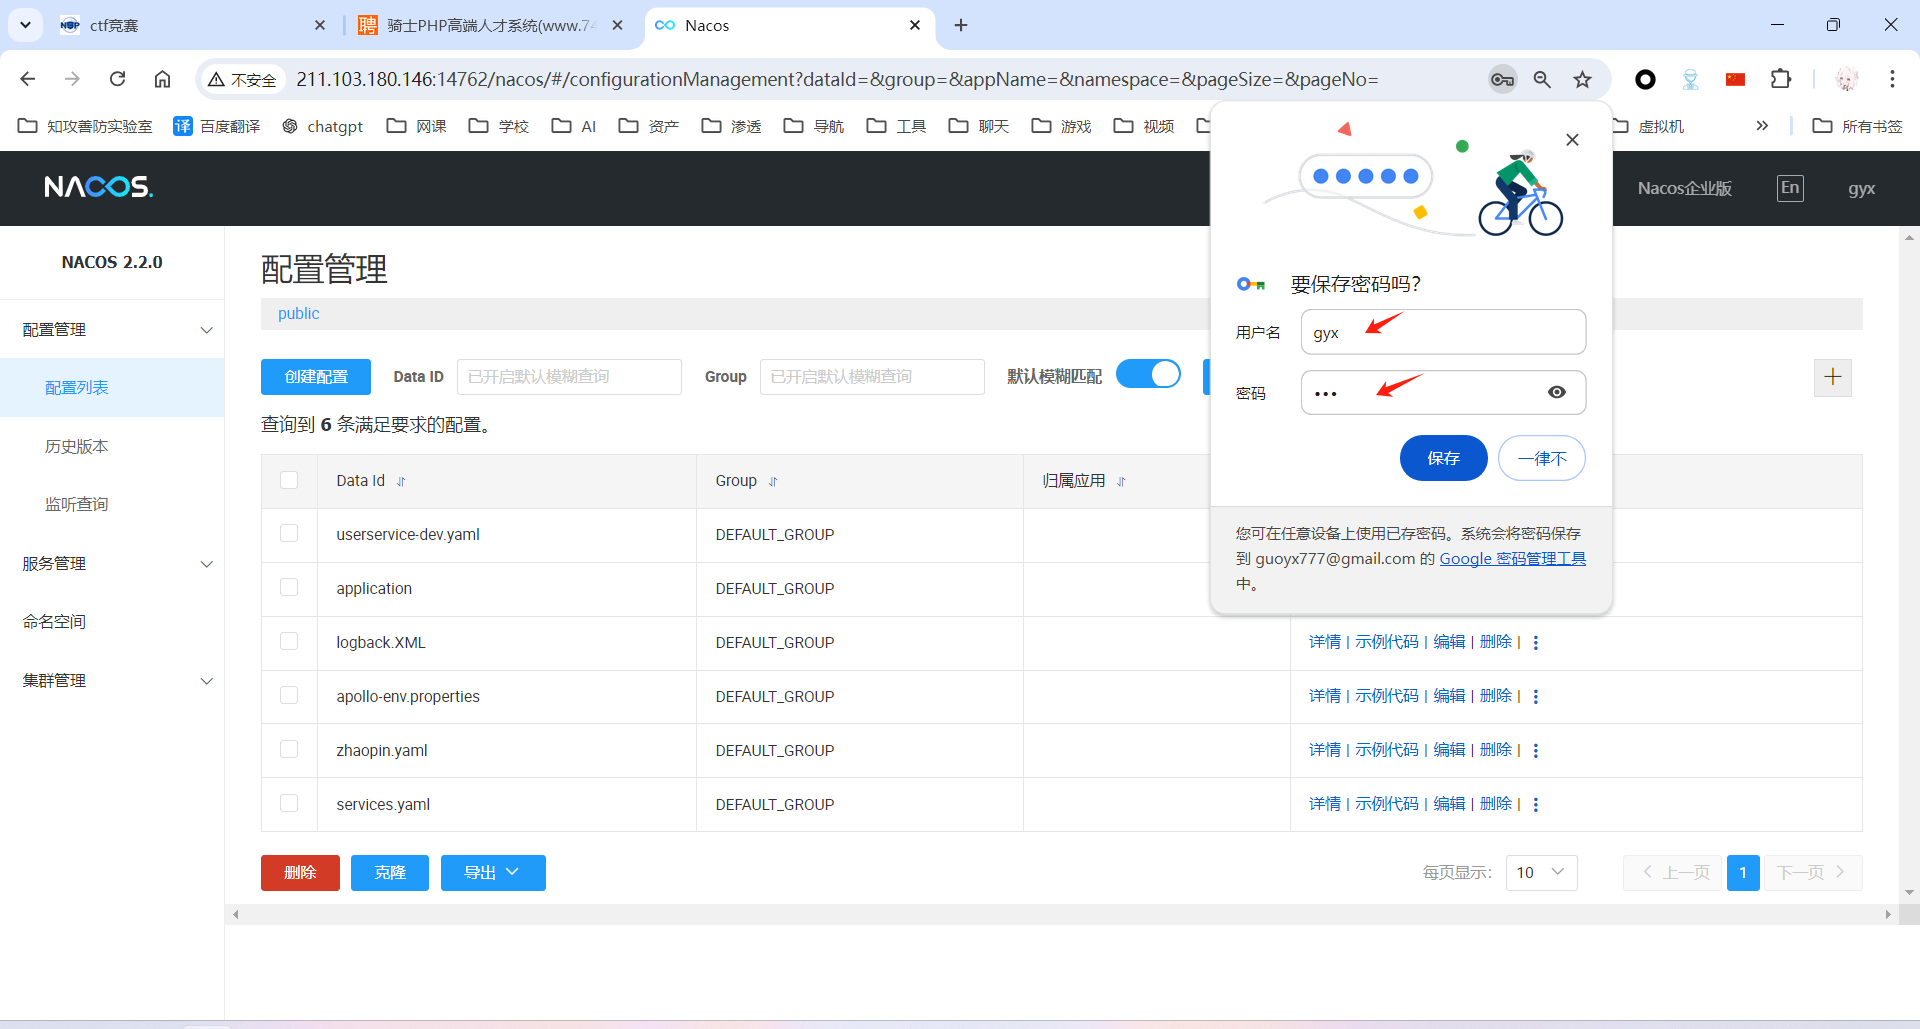 ctf竞赛
骑士PHP高端人才系统(www.74
Nacos
不安全
211.103.180.146:14762/nacos/#/configurationManagement?dataId=&group=&appName=&namespace=&pageSize=&pageNo=
知攻善防实验室
百度翻译
chatgpt
网课
学校
AI
资产
渗透
导航
工具
聊天
游戏
视频
虚拟机
所有书签
NACOS.
Nacos企业版
En
gyx
NACOS 2.2.0
配置管理
配置列表
历史版本
监听查询
服务管理
命名空间
集群管理
配置管理
public
创建配置
Data ID
已开启默认模糊查询
Group
已开启默认模糊查询
默认模糊匹配
查询到 6 条满足要求的配置。
Data Id
Group
归属应用
userservice-dev.yaml
DEFAULT_GROUP
application
DEFAULT_GROUP
logback.XML
DEFAULT_GROUP
详情 | 示例代码 | 编辑 | 删除 |
apollo-env.properties
DEFAULT_GROUP
详情 | 示例代码 | 编辑 | 删除 |
zhaopin.yaml
DEFAULT_GROUP
详情 | 示例代码 | 编辑 | 删除 |
services.yaml
DEFAULT_GROUP
详情 | 示例代码 | 编辑 | 删除 |
删除
克隆
导出
每页显示:
10
上一页
1
下一页
要保存密码吗?
用户名
gyx
密码
•••
保存
一律不
您可在任意设备上使用已存密码。系统会将密码保存
到 guoyx777@gmail.com 的 Google 密码管理工具
中。